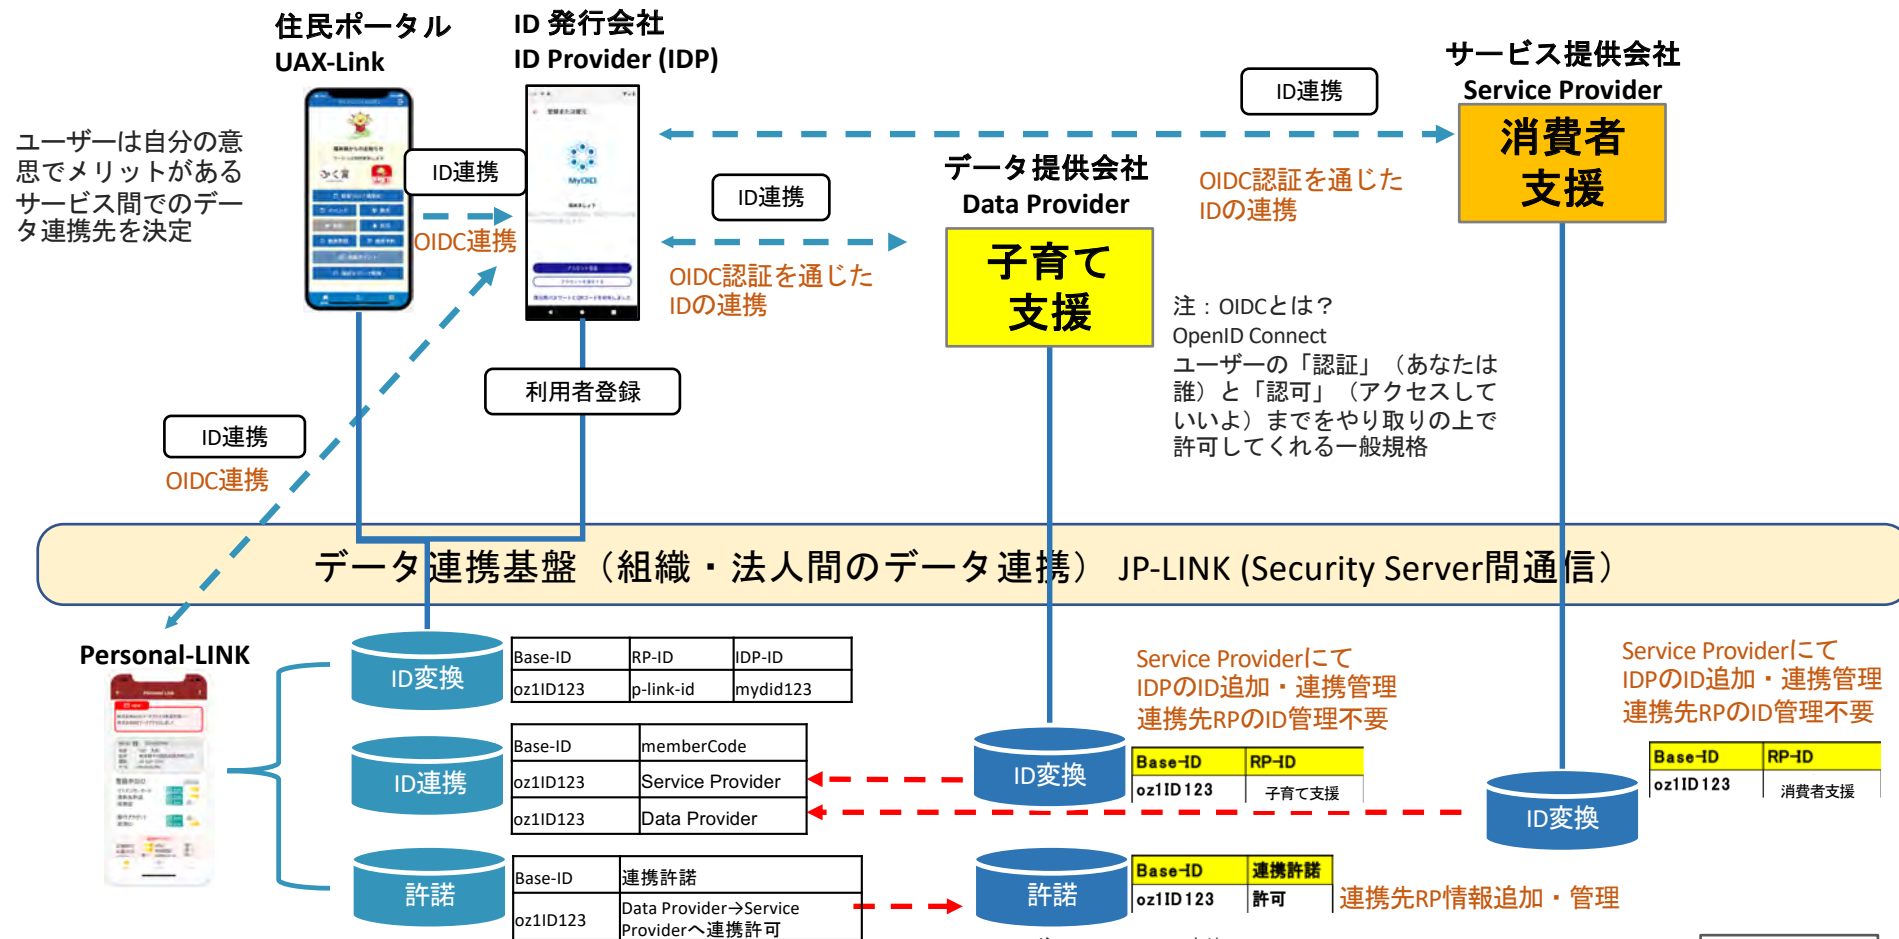 住民ポータル
UAX-Link
ID 発行会社
ID Provider (IDP)
サービス提供会社
Service Provider
消費者
支援
ID連携
ユーザーは自分の意
思でメリットがある
サービス間でのデー
タ連携先を決定
ID連携
OIDC連携
MyOID
ID連携
OIDC認証を通じた
IDの連携
データ提供会社
Data Provider
子育て
支援
OIDC認証を通じた
IDの連携
注：OIDCとは？
OpenID Connect
ユーザーの「認証」（あなたは
誰）と「認可」（アクセスして
いいよ）までをやり取りの上で
許可してくれる一般規格
利用者登録
ID連携
OIDC連携
データ連携基盤（組織・法人間のデータ連携） JP-LINK (Security Server間通信）
Personal-LINK
Personal Link
ID変換
Base-ID RP-ID IDP-ID
oz1ID123 p-link-id mydid123
ID連携
Base-ID memberCode
oz1ID123 Service Provider
oz1ID123 Data Provider
許諾
Base-ID 連携許諾
oz1ID123 Data Provider→Service
Providerへ連携許可
Service Providerにて
IDPのID追加・連携管理
連携先RPのID管理不要
ID変換
Base-ID RP-ID
oz1ID123 子育て支援
Service Providerにて
IDPのID追加・連携管理
連携先RPのID管理不要
ID変換
Base-ID RP-ID
oz1ID123 消費者支援
許諾
Base-ID 連携許諾
oz1ID123 許可
連携先RP情報追加・管理